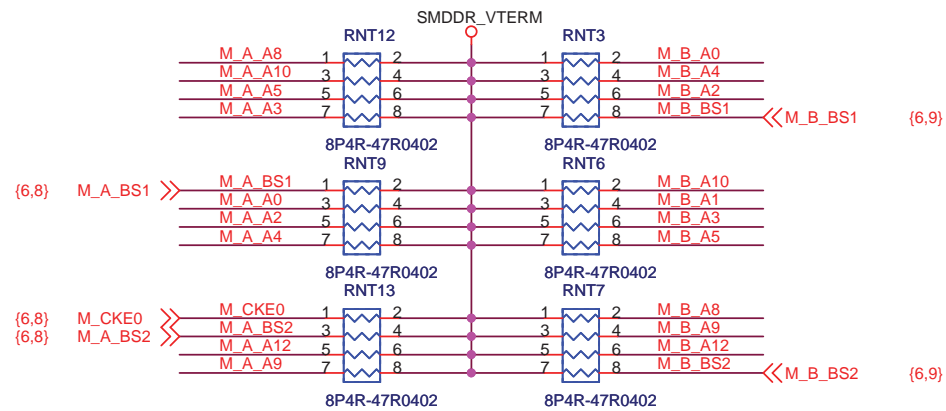 SMDDR_VTERM
RNT12 RNT3
M_A_A8 1 2 1 2 M_B_A0
M_A_A10 3 4 3 4 M_B_A4
M_A_A5 5 6 5 6 M_B_A2
M_A_A3 7 8 7 8 M_B_BS1 M_B_BS1 {6,9}
8P4R-47R0402 8P4R-47R0402
RNT9 RNT6
{6,8} M_A_BS1 M_A_BS1 1 2 1 2 M_B_A10
M_A_A0 3 4 3 4 M_B_A1
M_A_A2 5 6 5 6 M_B_A3
M_A_A4 7 8 7 8 M_B_A5
8P4R-47R0402 8P4R-47R0402
RNT13 RNT7
{6,8} M_CKE0 M_CKE0 1 2 1 2 M_B_A8
{6,8} M_A_BS2 M_A_BS2 3 4 3 4 M_B_A9
M_A_A12 5 6 5 6 M_B_A12
M_A_A9 7 8 7 8 M_B_BS2 M_B_BS2 {6,9}
8P4R-47R0402 8P4R-47R0402